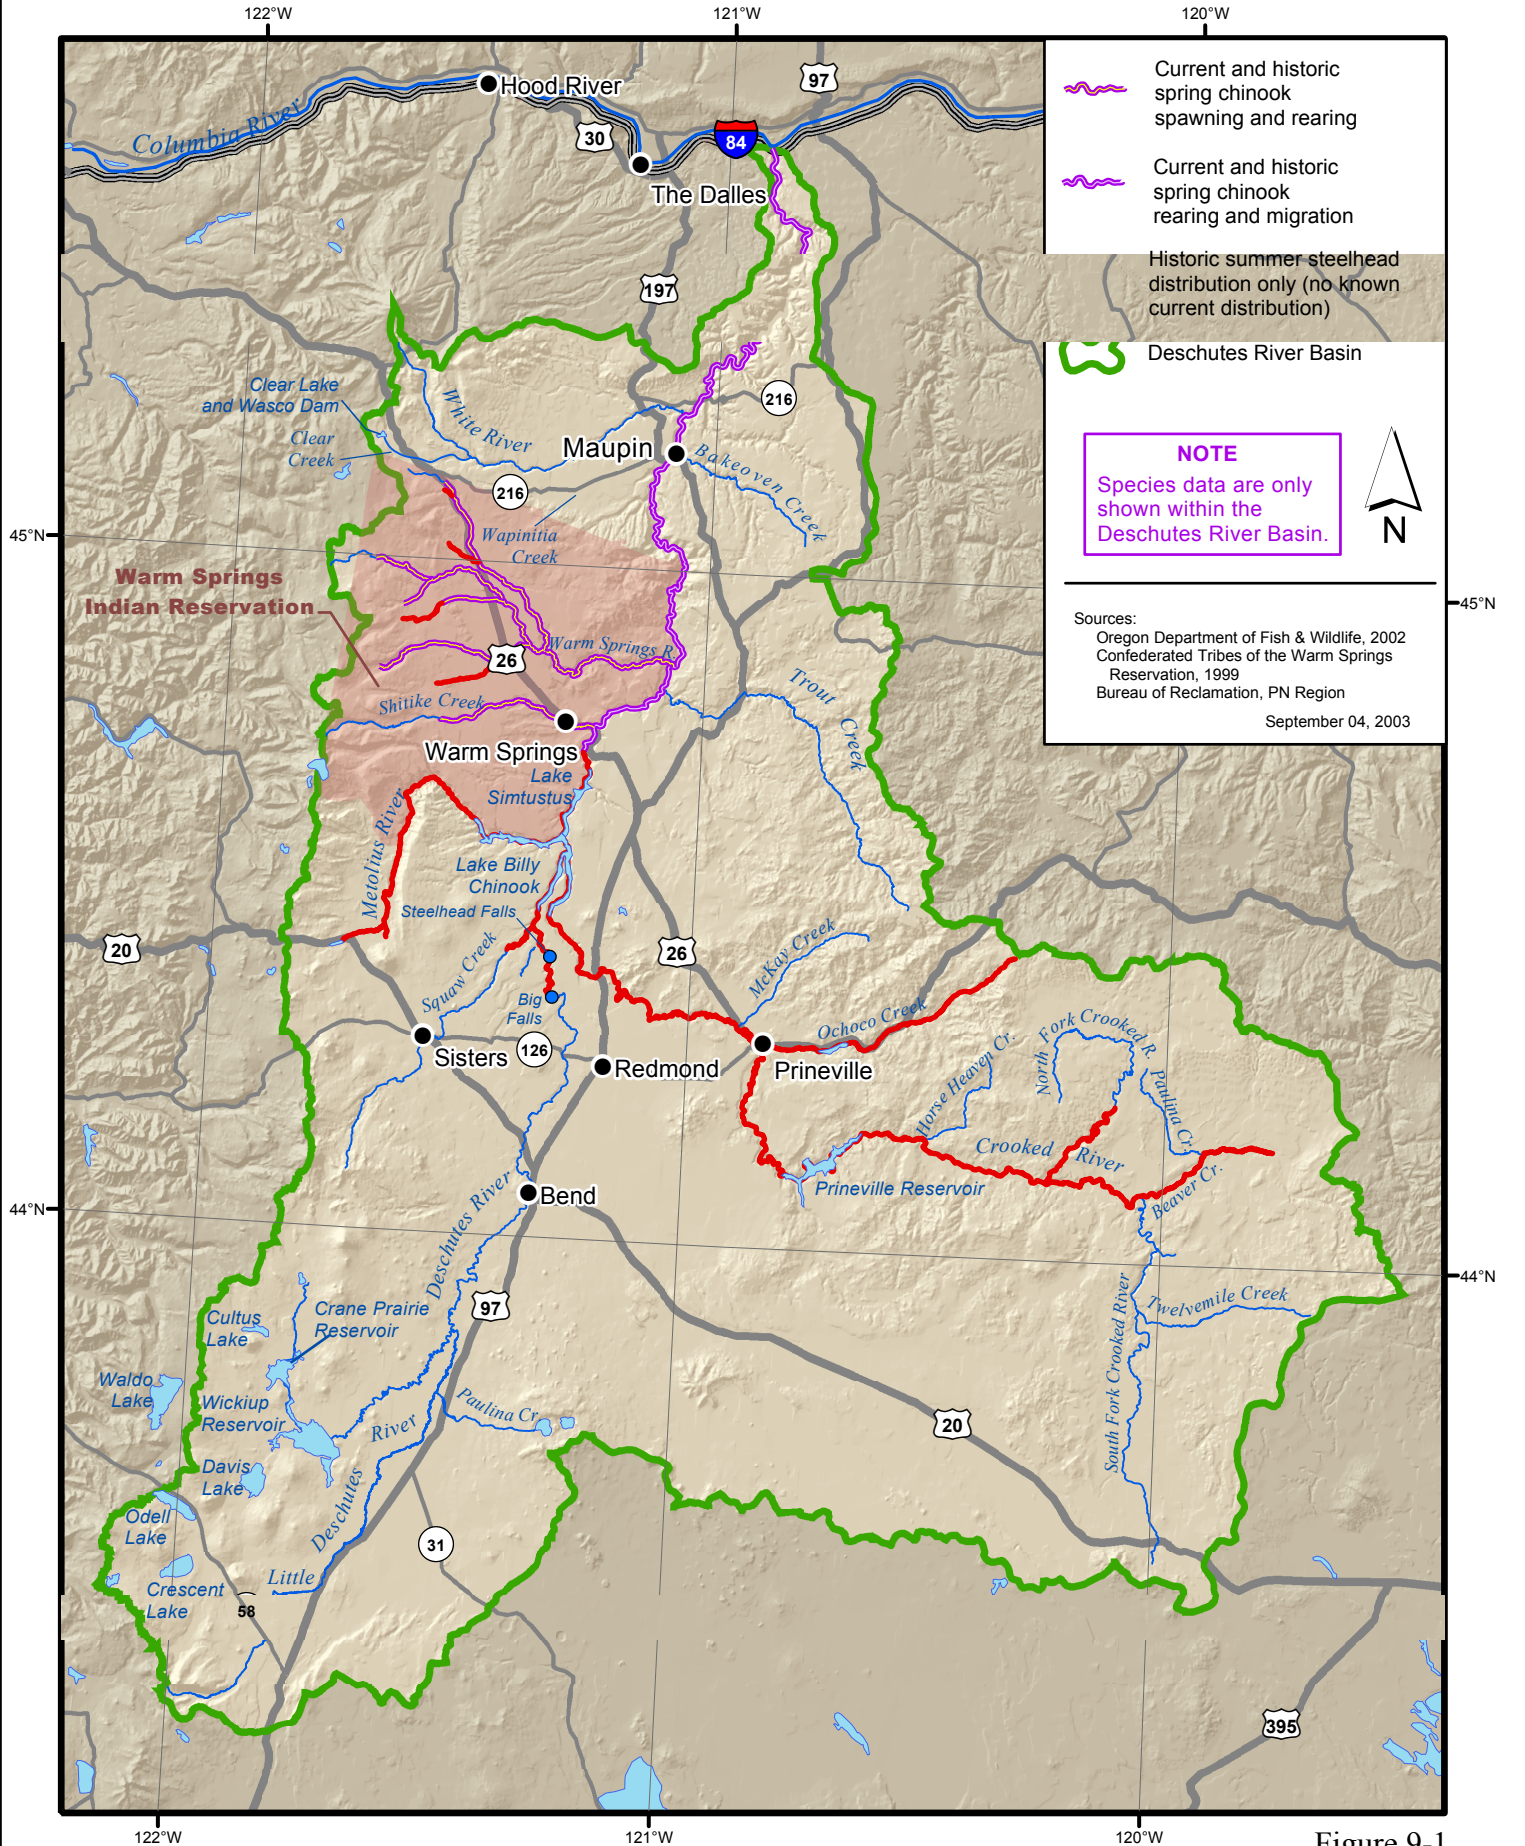 122°W
121°W
120°W
Hood River
97
Columbia River
30
84
The Dalles
197
Current and historic
spring chinook
spawning and rearing
Current and historic
spring chinook
rearing and migration
Historic summer steelhead
distribution only (no known
current distribution)
Deschutes River Basin
NOTE
Species data are only
shown within the
Deschutes River Basin.
N
Sources:
Oregon Department of Fish & Wildlife, 2002
Confederated Tribes of the Warm Springs
Reservation, 1999
Bureau of Reclamation, PN Region
September 04, 2003
Clear Lake
and Wasco Dam
Clear
Creek
White River
216
Maupin
Bakeoven Creek
216
Wapinitia
Creek
45°N
45°N
Warm Springs
Indian Reservation
Warm Springs R.
26
Shitike Creek
Trout Creek
Warm Springs
Lake
Simtustus
Metolius River
Lake Billy
Chinook
Steelhead Falls
20
26
McKay Creek
Squaw Creek
Big
Falls
Ochoco Creek
Sisters
126
Redmond
Prineville
Horse Heaven Cr.
North Fork Crooked R.
Paulina Cr.
Crooked River
Prineville Reservoir
Beaver Cr.
44°N
44°N
Bend
Deschutes River
97
Cultus
Lake
Crane Prairie
Reservoir
South Fork Crooked River
Twelvemile Creek
Waldo
Lake
Wickiup
Reservoir
Paulina Cr.
20
Davis
Lake
Little Deschutes River
Odell
Lake
31
Crescent
Lake
58
395
122°W
121°W
120°W
Figure 9-1